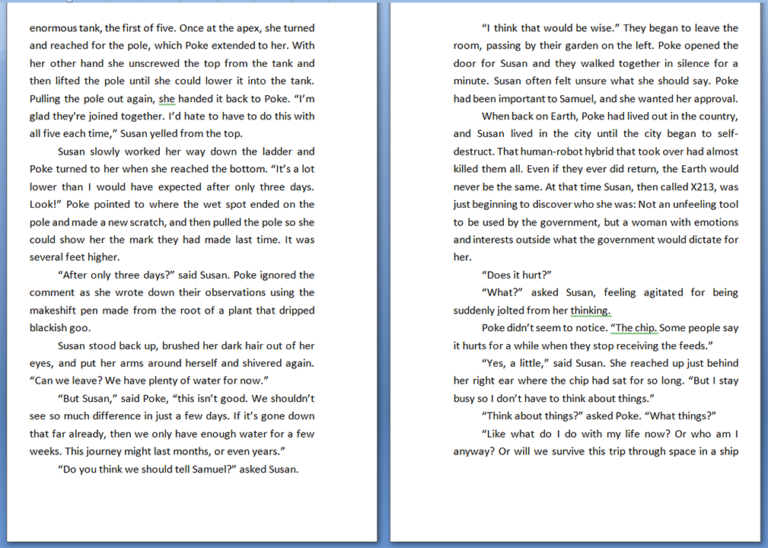 enormous tank, the first of five. Once at the apex, she turned
and reached for the pole, which Poke extended to her. With
her other hand she unscrewed the top from the tank and
then lifted the pole until she could lower it into the tank.
Pulling the pole out again, she handed it back to Poke. “I’m
glad they're joined together. I’d hate to have to do this with
all five each time,” Susan yelled from the top.
Susan slowly worked her way down the ladder and
Poke turned to her when she reached the bottom. “It’s a lot
lower than I would have expected after only three days.
Look!” Poke pointed to where the wet spot ended on the
pole and made a new scratch, and then pulled the pole so she
could show her the mark they had made last time. It was
several feet higher.
“After only three days?” said Susan. Poke ignored the
comment as she wrote down their observations using the
makeshift pen made from the root of a plant that dripped
blackish goo.
Susan stood back up, brushed her dark hair out of her
eyes, and put her arms around herself and shivered again.
“Can we leave? We have plenty of water for now.”
“But Susan,” said Poke, “this isn’t good. We shouldn’t
see so much difference in just a few days. If it’s gone down
that far already, then we only have enough water for a few
weeks. This journey might last months, or even years.”
“Do you think we should tell Samuel?” asked Susan.
“I think that would be wise.” They began to leave the
room, passing by their garden on the left. Poke opened the
door for Susan and they walked together in silence for a
minute. Susan often felt unsure what she should say. Poke
had been important to Samuel, and she wanted her approval.
When back on Earth, Poke had lived out in the country,
and Susan lived in the city until the city began to self-
destruct. That human-robot hybrid that took over had almost
killed them all. Even if they ever did return, the Earth would
never be the same. At that time Susan, then called X213, was
just beginning to discover who she was: Not an unfeeling tool
to be used by the government, but a woman with emotions
and interests outside what the government would dictate for
her.
“Does it hurt?”
“What?” asked Susan, feeling agitated for being
suddenly jolted from her thinking.
Poke didn’t seem to notice. “The chip. Some people say
it hurts for a while when they stop receiving the feeds.”
“Yes, a little,” said Susan. She reached up just behind
her right ear where the chip had sat for so long. “But I stay
busy so I don’t have to think about things.”
“Think about things?” asked Poke. “What things?”
“Like what do I do with my life now? Or who am I
anyway? Or will we survive this trip through space in a ship